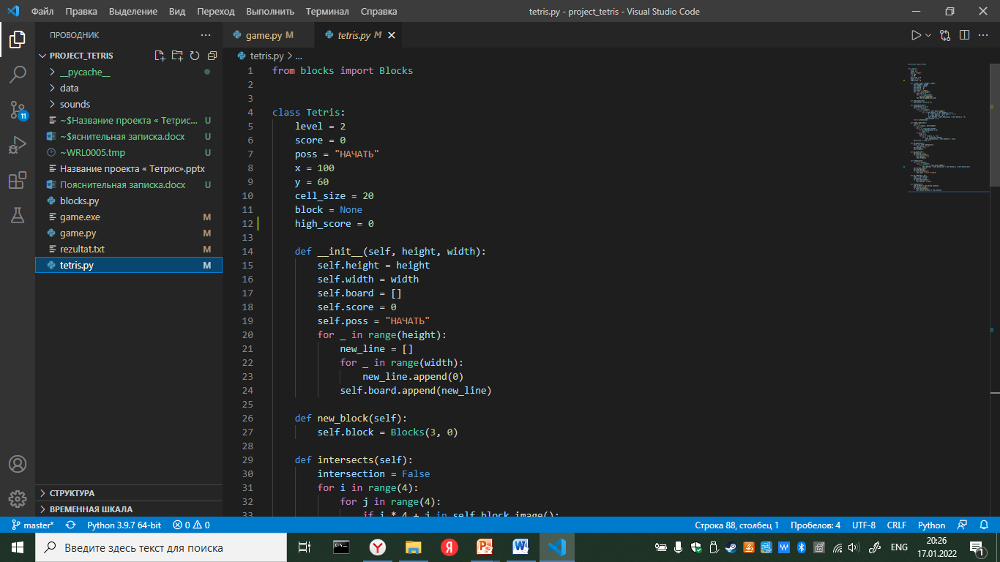 Файл Правка Выделение Вид Переход Выполнить Терминал Справка tetris.py - project_tetris - Visual Studio Code
ПРОВОДНИК
PROJECT_TETRIS
__pycache__
data
sounds
~$Название проекта « Тетрис... U
~$яснительная записка.docx U
~WRL0005.tmp U
Название проекта « Тетрис».pptx
Пояснительная записка.docx U
blocks.py
game.exe M
game.py M
rezultat.txt M
tetris.py M
СТРУКТУРА
ВРЕМЕННАЯ ШКАЛА
11
game.py M tetris.py M
tetris.py > ...
1 from blocks import Blocks
2
3
4 class Tetris:
5 level = 2
6 score = 0
7 poss = "НАЧАТЬ"
8 x = 100
9 y = 60
10 cell_size = 20
11 block = None
12 high_score = 0
13
14 def __init__(self, height, width):
15 self.height = height
16 self.width = width
17 self.board = []
18 self.score = 0
19 self.poss = "НАЧАТЬ"
20 for _ in range(height):
21 new_line = []
22 for _ in range(width):
23 new_line.append(0)
24 self.board.append(new_line)
25
26 def new_block(self):
27 self.block = Blocks(3, 0)
28
29 def intersects(self):
30 intersection = False
31 for i in range(4):
32 for j in range(4):
33 if i * 4 + j in self.block.image():
master* Python 3.9.7 64-bit 0 0 Строка 88, столбец 1 Пробелов: 4 UTF-8 CRLF Python
Введите здесь текст для поиска
ENG
20:26
17.01.2022
1